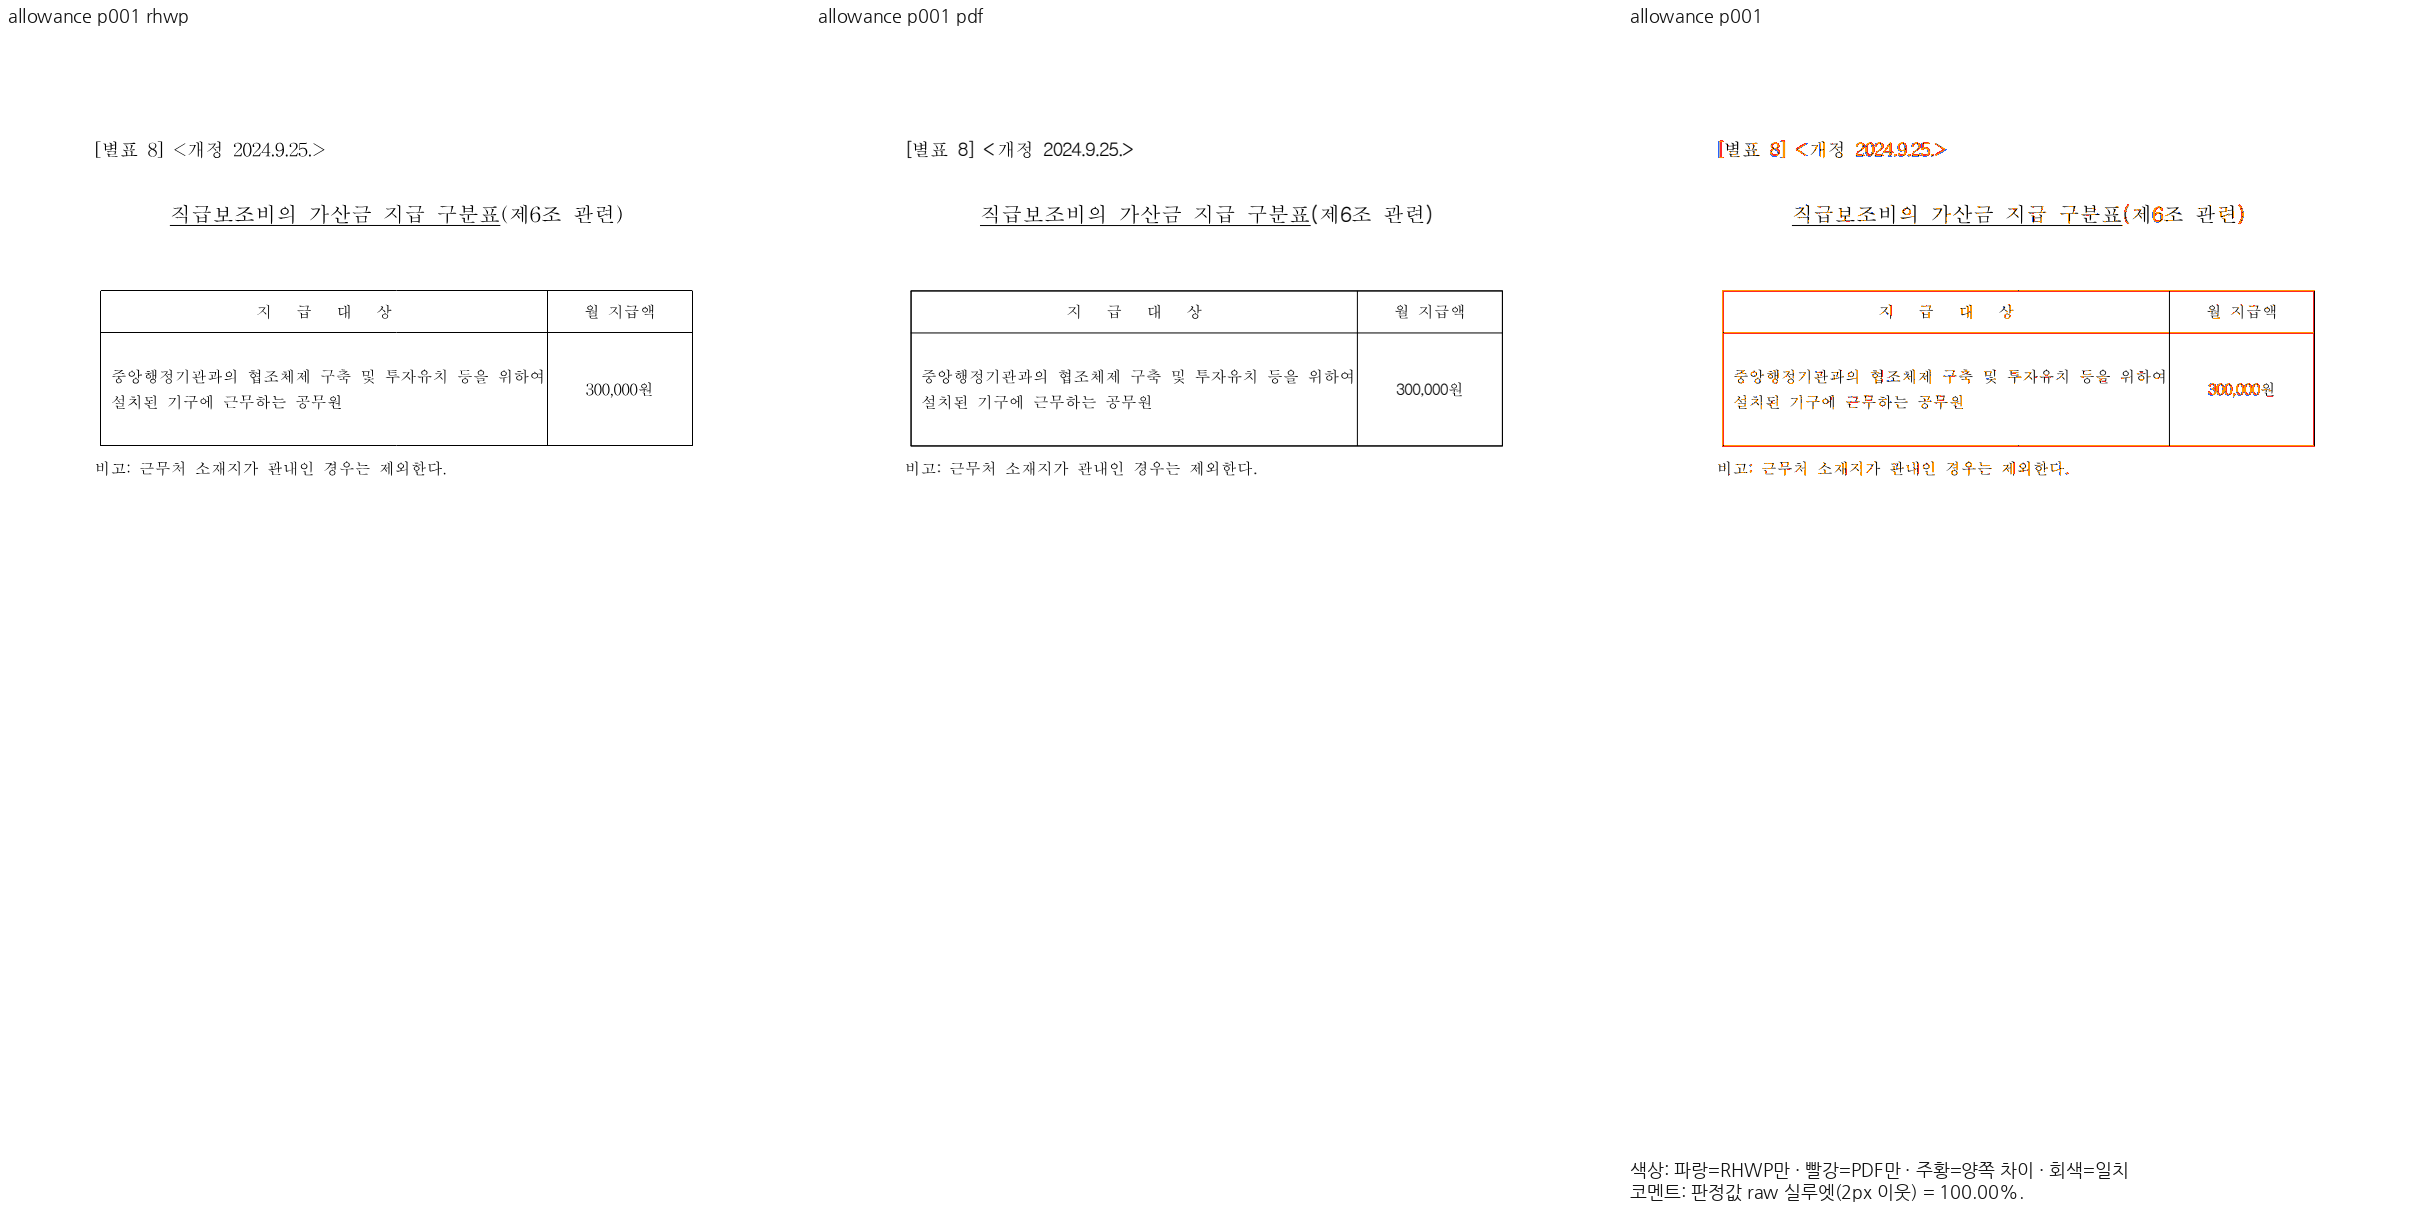 allowance p001 rhwp
[별표 8] <개정 2024.9.25.>
직급보조비의 가산금 지급 구분표(제6조 관련)
지 급 대 상
월 지급액
중앙행정기관과의 협조체제 구축 및 투자유치 등을 위하여
설치된 기구에 근무하는 공무원
300,000원
비고: 근무처 소재지가 관내인 경우는 제외한다.
allowance p001 pdf
[별표 8] <개정 2024.9.25.>
직급보조비의 가산금 지급 구분표(제6조 관련)
지 급 대 상
월 지급액
중앙행정기관과의 협조체제 구축 및 투자유치 등을 위하여
설치된 기구에 근무하는 공무원
300,000원
비고: 근무처 소재지가 관내인 경우는 제외한다.
allowance p001
[별표 8] <개정 2024.9.25.>
직급보조비의 가산금 지급 구분표(제6조 관련)
지 급 대 상
월 지급액
중앙행정기관과의 협조체제 구축 및 투자유치 등을 위하여
설치된 기구에 근무하는 공무원
300,000원
비고: 근무처 소재지가 관내인 경우는 제외한다.
색상: 파랑=RHWP만 · 빨강=PDF만 · 주황=양쪽 차이 · 회색=일치
코멘트: 판정값 raw 실루엣(2px 이웃) = 100.00%.